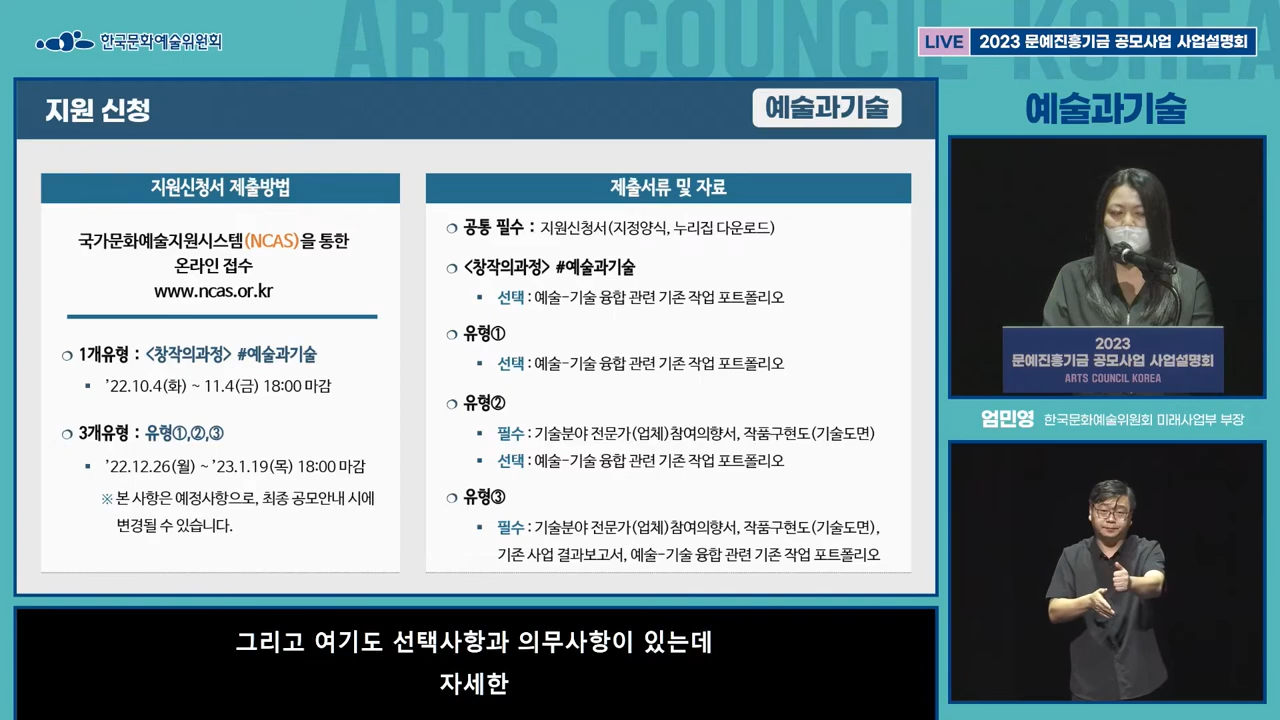 ARTS COUNCIL KOREA
한국문화예술위원회
LIVE 2023 문예진흥기금 공모사업 사업설명회
지원 신청
예술과기술
예술과기술
지원신청서 제출방법
국가문화예술지원시스템(NCAS)을 통한
온라인 접수
www.ncas.or.kr
1개유형 : <창작의과정> #예술과기술
’22.10.4(화) ~ 11.4(금) 18:00 마감
3개유형 : 유형①,②,③
’22.12.26(월) ~ ’23.1.19(목) 18:00 마감
※ 본 사항은 예정사항으로, 최종 공모안내 시에
변경될 수 있습니다.
제출서류 및 자료
공통 필수 : 지원신청서(지정양식, 누리집 다운로드)
<창작의과정> #예술과기술
선택 : 예술-기술 융합 관련 기존 작업 포트폴리오
유형①
선택 : 예술-기술 융합 관련 기존 작업 포트폴리오
유형②
필수 : 기술분야 전문가(업체)참여의향서, 작품구현도(기술도면)
선택 : 예술-기술 융합 관련 기존 작업 포트폴리오
유형③
필수 : 기술분야 전문가(업체)참여의향서, 작품구현도(기술도면),
기존 사업 결과보고서, 예술-기술 융합 관련 기존 작업 포트폴리오
2023
문예진흥기금 공모사업 사업설명회
ARTS COUNCIL KOREA
엄민영 한국문화예술위원회 미래사업부 부장
그리고 여기도 선택사항과 의무사항이 있는데
자세한